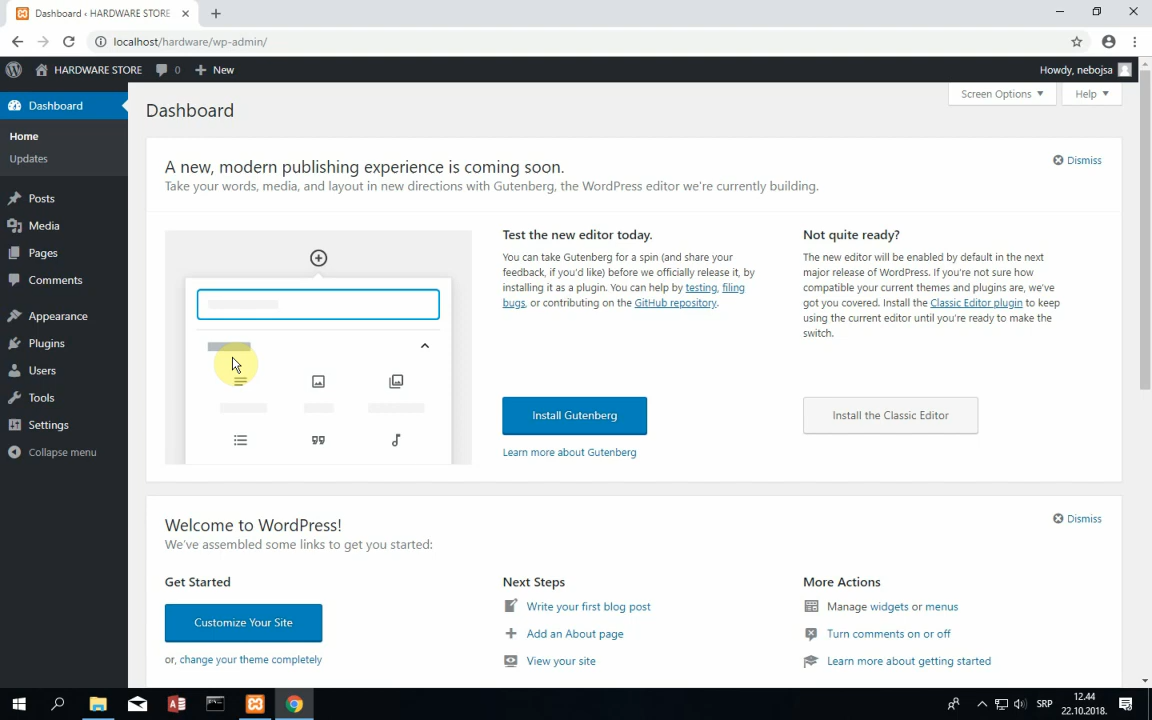 Dashboard ‹ HARDWARE STORE
localhost/hardware/wp-admin/
HARDWARE STORE 0 New Howdy, nebojsa
Dashboard
Home
Updates
Posts
Media
Pages
Comments
Appearance
Plugins
Users
Tools
Settings
Collapse menu
Screen Options Help
Dashboard
A new, modern publishing experience is coming soon.
Take your words, media, and layout in new directions with Gutenberg, the WordPress editor we're currently building.
Dismiss
Test the new editor today.
You can take Gutenberg for a spin (and share your
feedback, if you'd like) before we officially release it, by
installing it as a plugin. You can help by testing, filing
bugs, or contributing on the GitHub repository.
Install Gutenberg
Learn more about Gutenberg
Not quite ready?
The new editor will be enabled by default in the next
major release of WordPress. If you're not sure how
compatible your current themes and plugins are, we've
got you covered. Install the Classic Editor plugin to keep
using the current editor until you're ready to make the
switch.
Install the Classic Editor
Welcome to WordPress!
We've assembled some links to get you started:
Dismiss
Get Started
Customize Your Site
or, change your theme completely
Next Steps
Write your first blog post
Add an About page
View your site
More Actions
Manage widgets or menus
Turn comments on or off
Learn more about getting started
SRP
12.44
22.10.2018.